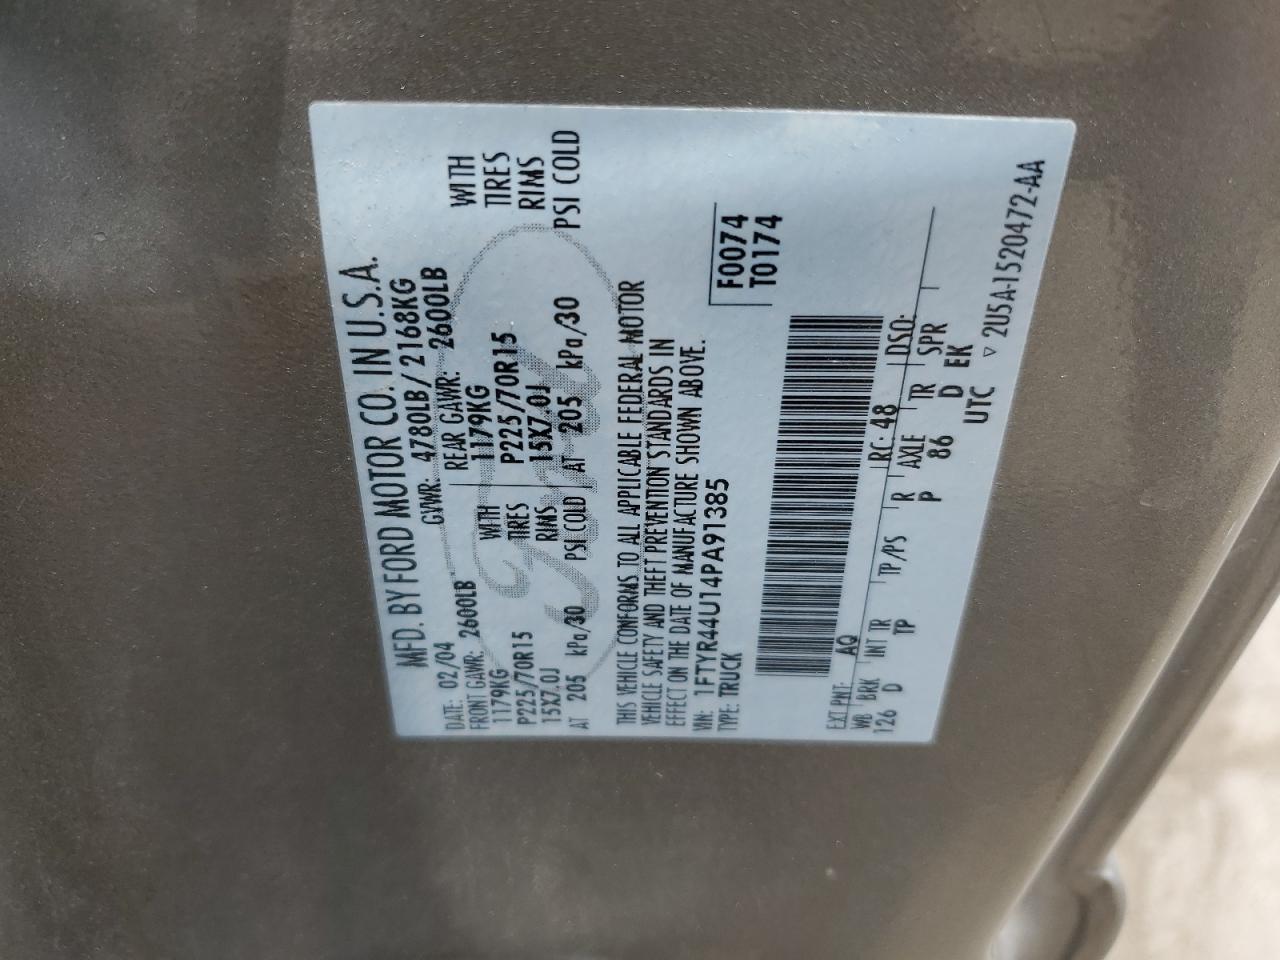 MFD. BY FORD MOTOR CO. IN U.S.A.
DATE: 02/04 GVWR: 4780LB/2168KG
FRONT GAWR: 2600LB REAR GAWR: 2600LB
1179KG WITH 1179KG WITH
P225/70R15 TIRES P225/70R15 TIRES
15X7.0J RIMS 15X7.0J RIMS
AT 205 kPa/30 PSI COLD AT 205 kPa/30 PSI COLD
Ford
THIS VEHICLE CONFORMS TO ALL APPLICABLE FEDERAL MOTOR
VEHICLE SAFETY AND THEFT PREVENTION STANDARDS IN
EFFECT ON THE DATE OF MANUFACTURE SHOWN ABOVE.
VIN: 1FTYR44U14PA91385 F0074
TYPE: TRUCK T0174
EXT PNT: AQ RC: 48 DSO:
WB BRK INT TR TP/PS R AXLE TR SPR
126 D TP P 86 D EK
UTC
▽ 2U5A-1520472-AA